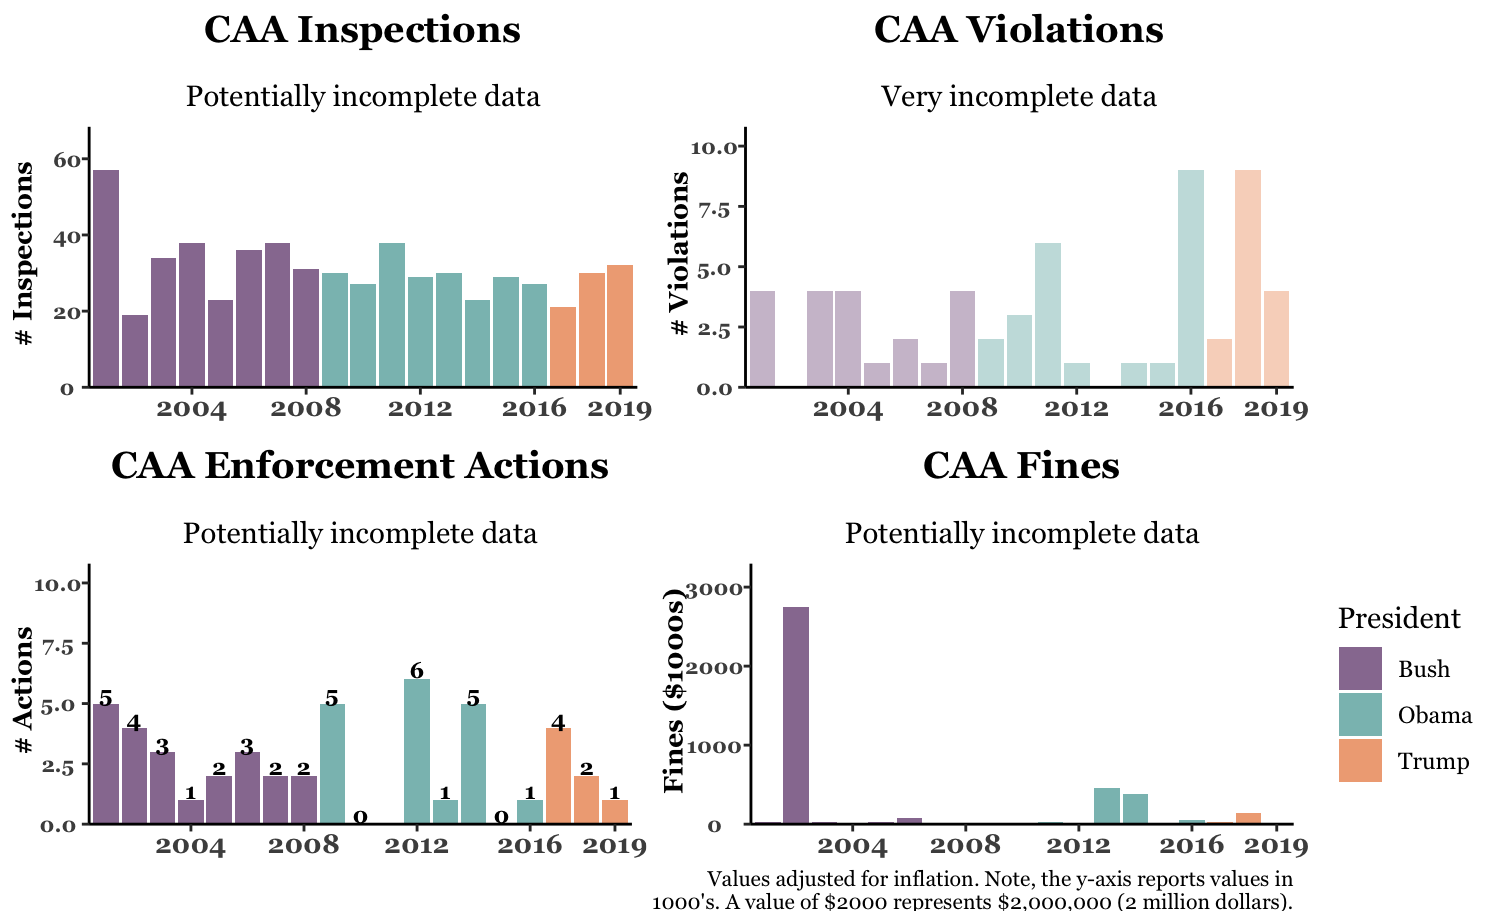 CAA Inspections
Potentially incomplete data
# Inspections
60
40
20
0
2004 2008 2012 2016 2019
CAA Violations
Very incomplete data
# Violations
10.0
7.5
5.0
2.5
0.0
2004 2008 2012 2016 2019
CAA Enforcement Actions
Potentially incomplete data
# Actions
10.0
7.5
5.0
2.5
0.0
5 4 3 1 2 3 2 2 5 0 6 1 5 0 1 4 2 1
2004 2008 2012 2016 2019
CAA Fines
Potentially incomplete data
Fines ($1000s)
3000
2000
1000
0
2004 2008 2012 2016 2019
President
Bush
Obama
Trump
Values adjusted for inflation. Note, the y-axis reports values in
1000's. A value of $2000 represents $2,000,000 (2 million dollars).